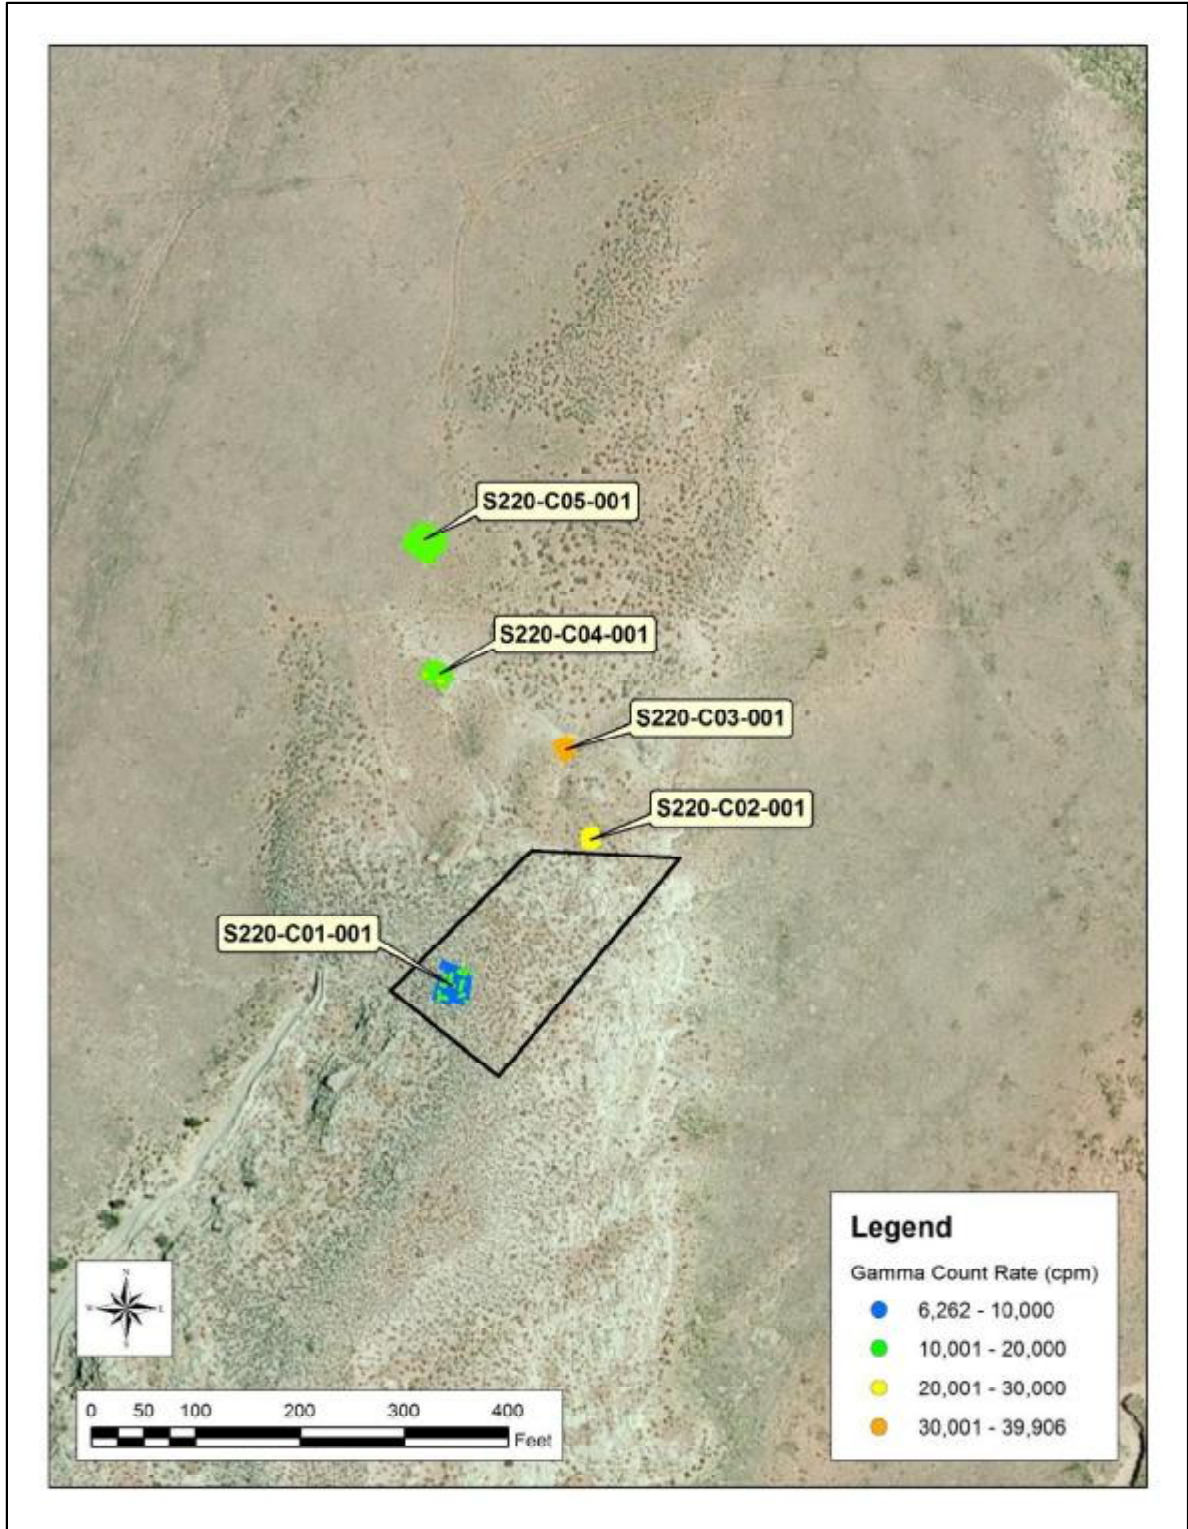 S220-C05-001
S220-C04-001
S220-C03-001
S220-C02-001
S220-C01-001
Legend
Gamma Count Rate (cpm)
6,262 - 10,000
10,001 - 20,000
20,001 - 30,000
30,001 - 39,906
N
W E
S
0 50 100 200 300 400
Feet